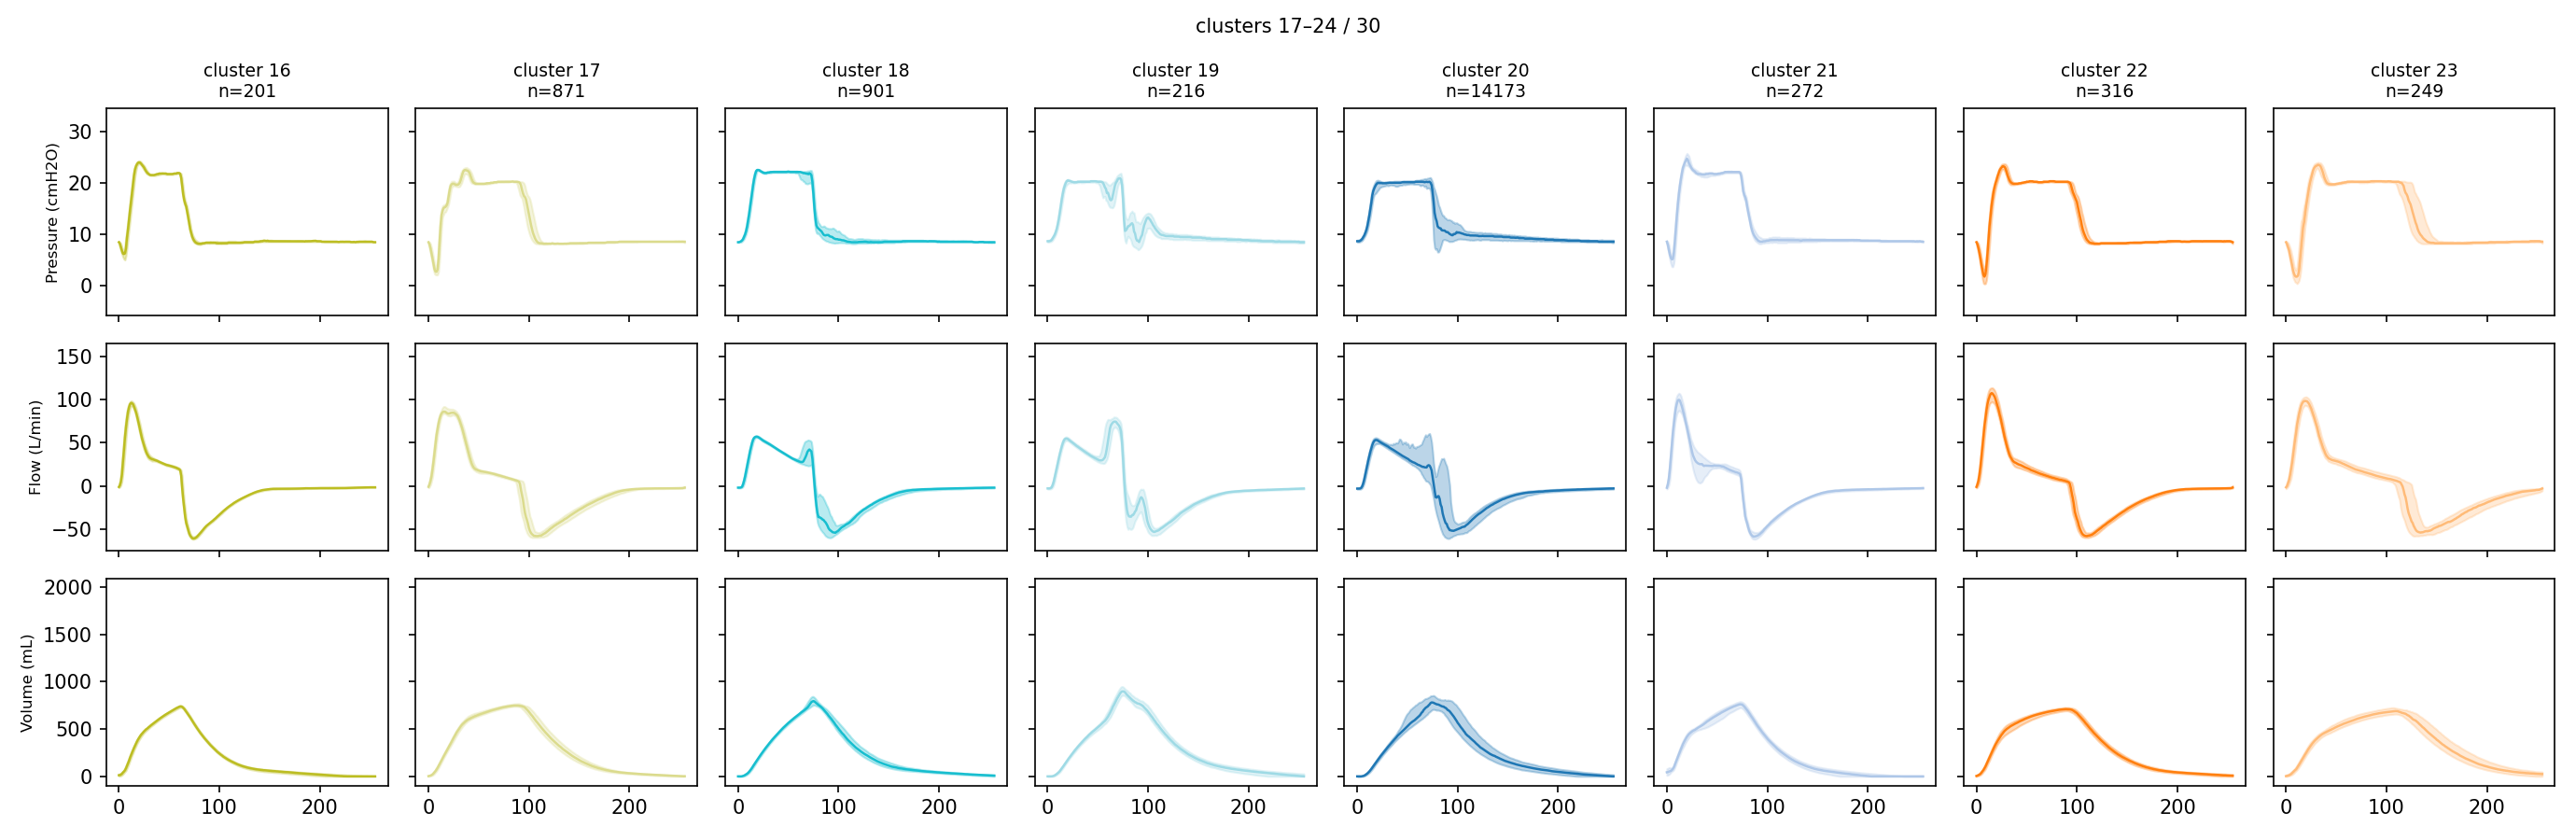 clusters 17–24 / 30
cluster 16
n=201
cluster 17
n=871
cluster 18
n=901
cluster 19
n=216
cluster 20
n=14173
cluster 21
n=272
cluster 22
n=316
cluster 23
n=249
Pressure (cmH2O)
30
20
10
0
Flow (L/min)
150
100
50
0
−50
Volume (mL)
2000
1500
1000
500
0
0 100 200
0 100 200
0 100 200
0 100 200
0 100 200
0 100 200
0 100 200
0 100 200